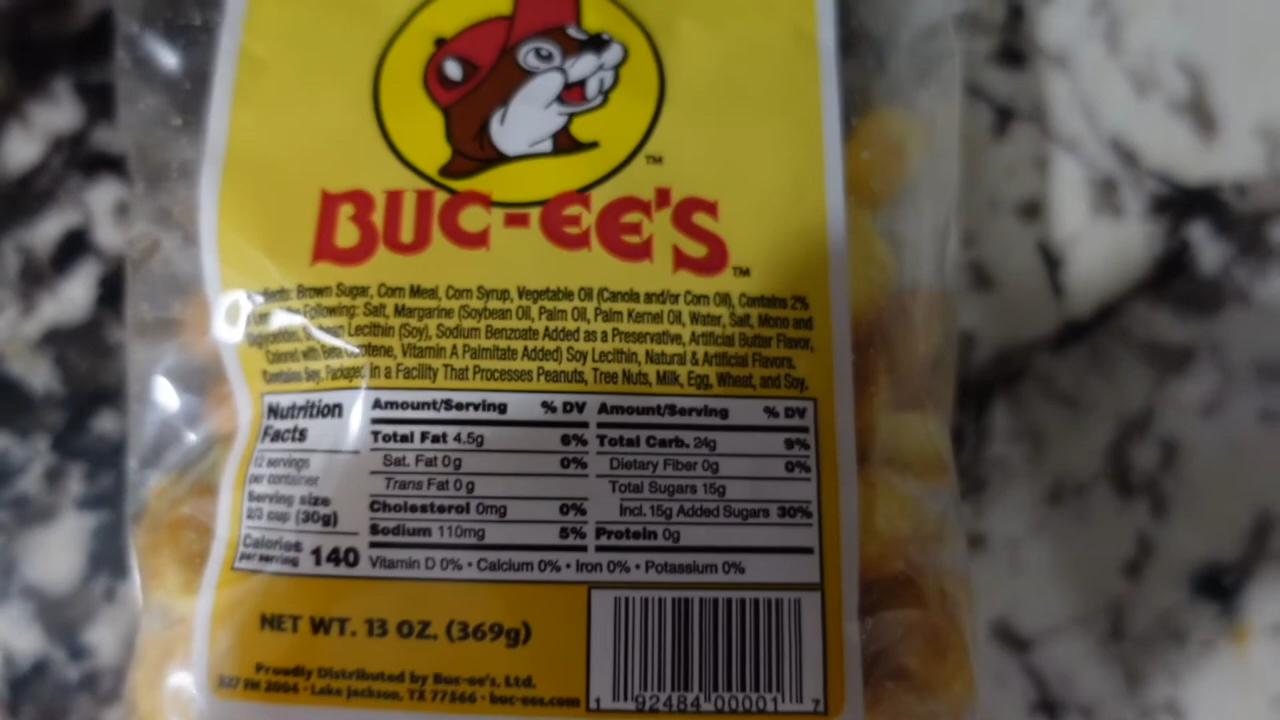 TM
BUC-EE'S
TM
Brown Sugar, Corn Meal, Corn Syrup, Vegetable Oil (Canola and/or Corn Oil), Contains 2%
Following: Salt, Margarine (Soybean Oil, Palm Oil, Palm Kernel Oil, Water, Salt, Mono and
Lecithin (Soy), Sodium Benzoate Added as a Preservative, Artificial Butter Flavor,
Colored with Beta Carotene, Vitamin A Palmitate Added) Soy Lecithin, Natural & Artificial Flavors.
Contains Soy. Packaged in a Facility That Processes Peanuts, Tree Nuts, Milk, Egg, Wheat, and Soy.
Nutrition Facts
12 servings per container
Serving size
2/3 cup (30g)
Calories per serving 140
Amount/Serving % DV
Total Fat 4.5g 6%
Sat. Fat 0g 0%
Trans Fat 0g
Cholesterol 0mg 0%
Sodium 110mg 5%
Amount/Serving % DV
Total Carb. 24g 9%
Dietary Fiber 0g 0%
Total Sugars 15g
Incl. 15g Added Sugars 30%
Protein 0g
Vitamin D 0% • Calcium 0% • Iron 0% • Potassium 0%
NET WT. 13 OZ. (369g)
Proudly Distributed by Buc-ee's, Ltd.
327 FM 2004 • Lake Jackson, TX 77566 • buc-ees.com
1 92484 00001 7